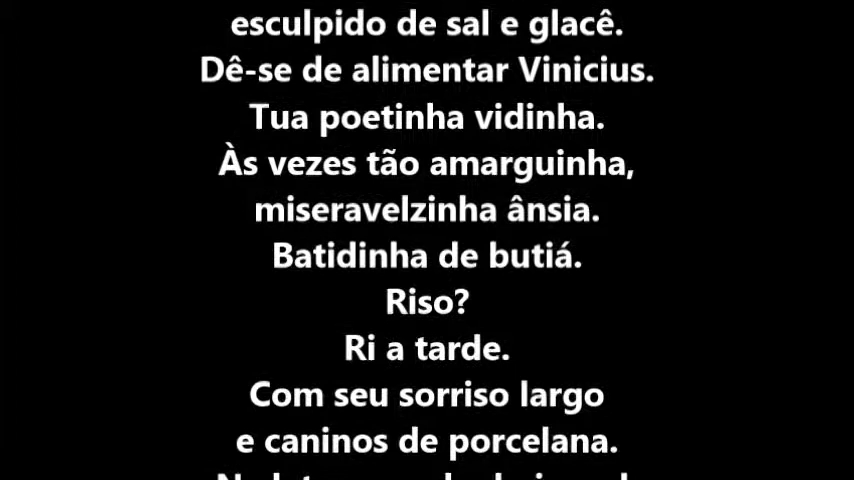 esculpido de sal e glacê.
Dê-se de alimentar Vinicius.
Tua poetinha vidinha.
Às vezes tão amarguinha,
miseravelzinha ânsia.
Batidinha de butiá.
Riso?
Ri a tarde.
Com seu sorriso largo
e caninos de porcelana.